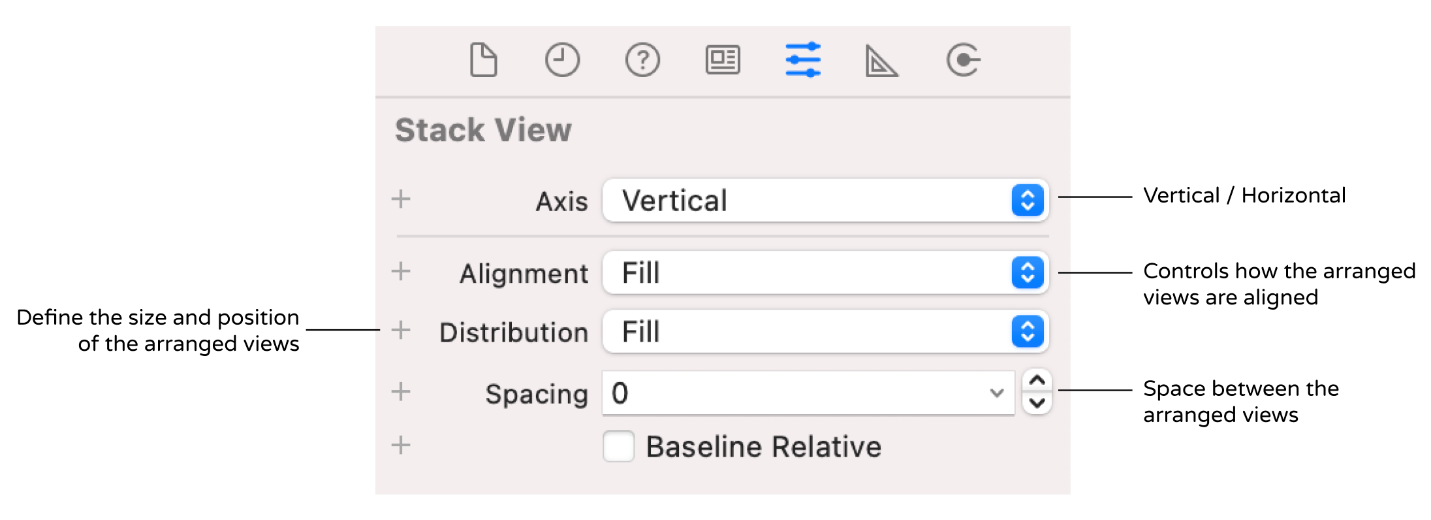 Stack View
Axis Vertical
Vertical / Horizontal
Alignment Fill
Controls how the arranged
views are aligned
Define the size and position
of the arranged views
Distribution Fill
Spacing 0
Space between the
arranged views
Baseline Relative